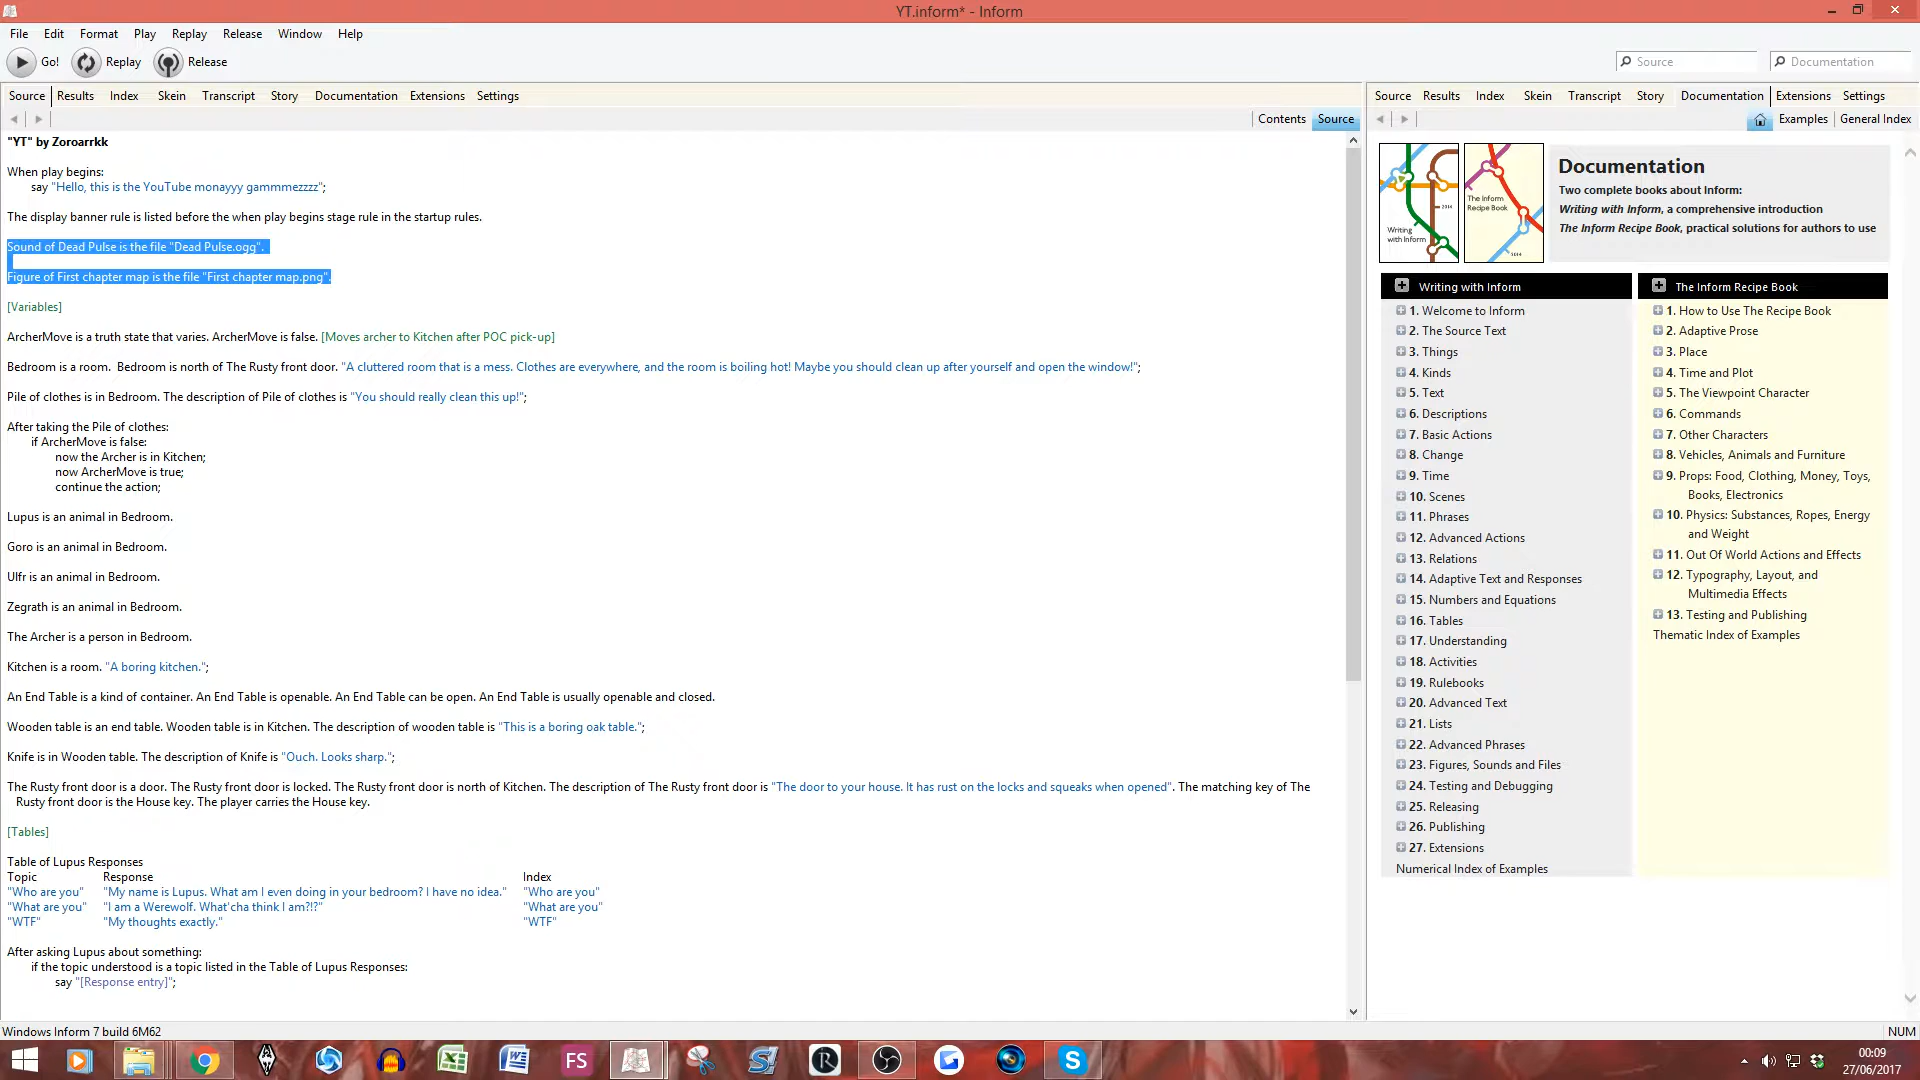 YT.inform* - Inform
File Edit Format Play Replay Release Window Help
Go! Replay Release Source Documentation
Source Results Index Skein Transcript Story Documentation Extensions Settings
Contents Source
"YT" by Zoroarrkk
When play begins:
say "Hello, this is the YouTube monayyy gammmezzzz";
The display banner rule is listed before the when play begins stage rule in the startup rules.
Sound of Dead Pulse is the file "Dead Pulse.ogg".
Figure of First chapter map is the file "First chapter map.png".
[Variables]
ArcherMove is a truth state that varies. ArcherMove is false. [Moves archer to Kitchen after POC pick-up]
Bedroom is a room. Bedroom is north of The Rusty front door. "A cluttered room that is a mess. Clothes are everywhere, and the room is boiling hot! Maybe you should clean up after yourself and open the window!";
Pile of clothes is in Bedroom. The description of Pile of clothes is "You should really clean this up!";
After taking the Pile of clothes:
if ArcherMove is false:
now the Archer is in Kitchen;
now ArcherMove is true;
continue the action;
Lupus is an animal in Bedroom.
Goro is an animal in Bedroom.
Ulfr is an animal in Bedroom.
Zegrath is an animal in Bedroom.
The Archer is a person in Bedroom.
Kitchen is a room. "A boring kitchen.";
An End Table is a kind of container. An End Table is openable. An End Table can be open. An End Table is usually openable and closed.
Wooden table is an end table. Wooden table is in Kitchen. The description of wooden table is "This is a boring oak table.";
Knife is in Wooden table. The description of Knife is "Ouch. Looks sharp.";
The Rusty front door is a door. The Rusty front door is locked. The Rusty front door is north of Kitchen. The description of The Rusty front door is "The door to your house. It has rust on the locks and squeaks when opened". The matching key of The
Rusty front door is the House key. The player carries the House key.
[Tables]
Table of Lupus Responses
Topic Response Index
"Who are you" "My name is Lupus. What am I even doing in your bedroom? I have no idea." "Who are you"
"What are you" "I am a Werewolf. What'cha think I am?!?" "What are you"
"WTF" "My thoughts exactly." "WTF"
After asking Lupus about something:
if the topic understood is a topic listed in the Table of Lupus Responses:
say "[Response entry]";
Source Results Index Skein Transcript Story Documentation Extensions Settings
Examples General Index
Writing
with Inform
2014
The Inform
Recipe Book
2014
Documentation
Two complete books about Inform:
Writing with Inform, a comprehensive introduction
The Inform Recipe Book, practical solutions for authors to use
Writing with Inform
1. Welcome to Inform
2. The Source Text
3. Things
4. Kinds
5. Text
6. Descriptions
7. Basic Actions
8. Change
9. Time
10. Scenes
11. Phrases
12. Advanced Actions
13. Relations
14. Adaptive Text and Responses
15. Numbers and Equations
16. Tables
17. Understanding
18. Activities
19. Rulebooks
20. Advanced Text
21. Lists
22. Advanced Phrases
23. Figures, Sounds and Files
24. Testing and Debugging
25. Releasing
26. Publishing
27. Extensions
Numerical Index of Examples
The Inform Recipe Book
1. How to Use The Recipe Book
2. Adaptive Prose
3. Place
4. Time and Plot
5. The Viewpoint Character
6. Commands
7. Other Characters
8. Vehicles, Animals and Furniture
9. Props: Food, Clothing, Money, Toys,
Books, Electronics
10. Physics: Substances, Ropes, Energy
and Weight
11. Out Of World Actions and Effects
12. Typography, Layout, and
Multimedia Effects
13. Testing and Publishing
Thematic Index of Examples
Windows Inform 7 build 6M62
NUM
FS
00:09
27/06/2017